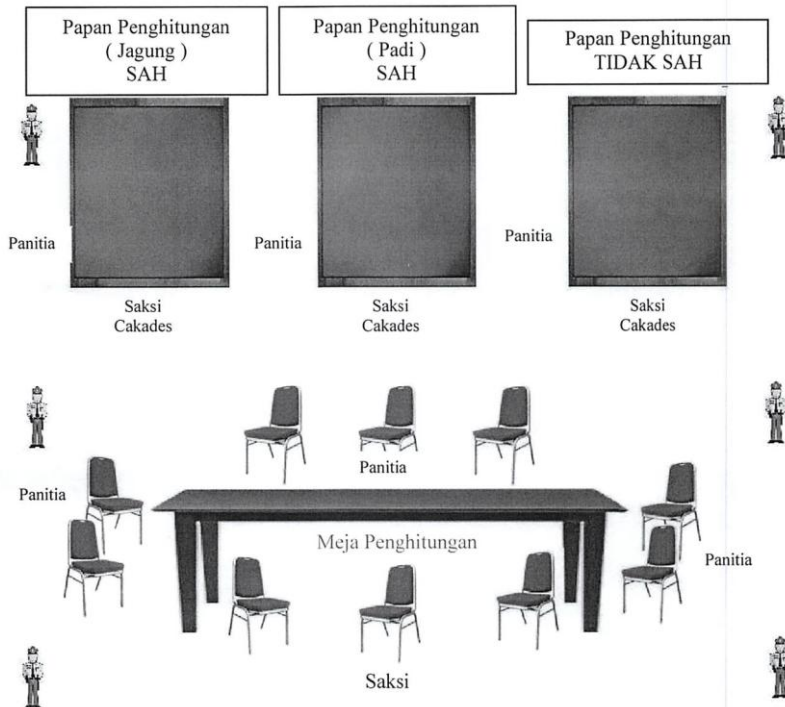 Papan Penghitungan
( Jagung )
SAH
Papan Penghitungan
( Padi )
SAH
Papan Penghitungan
TIDAK SAH
Panitia
Panitia
Panitia
Saksi
Cakades
Saksi
Cakades
Saksi
Cakades
Panitia
Panitia
Meja Penghitungan
Panitia
Saksi